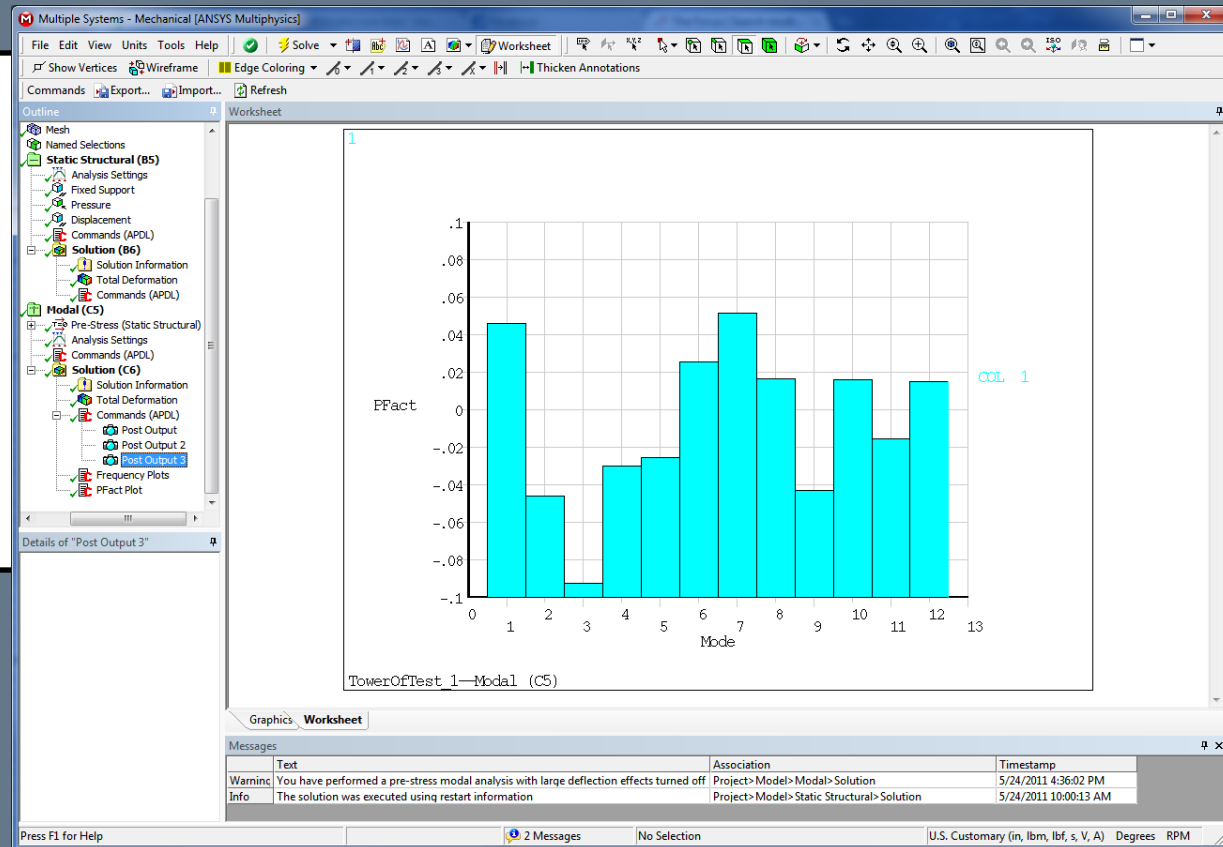 Multiple Systems - Mechanical [ANSYS Multiphysics]
File Edit View Units Tools Help Solve Worksheet
Show Vertices Wireframe Edge Coloring Thicken Annotations
Commands Export... Import... Refresh
Outline
Mesh
Named Selections
Static Structural (B5)
Analysis Settings
Fixed Support
Pressure
Displacement
Commands (APDL)
Solution (B6)
Solution Information
Total Deformation
Commands (APDL)
Modal (C5)
Pre-Stress (Static Structural)
Analysis Settings
Commands (APDL)
Solution (C6)
Solution Information
Total Deformation
Commands (APDL)
Post Output
Post Output 2
Post Output 3
Frequency Plots
PFact Plot
Details of "Post Output 3"
Worksheet
1
.1
.08
.06
.04
.02
0
-.02
-.04
-.06
-.08
-.1
PFact
COL 1
0 1 2 3 4 5 6 7 8 9 10 11 12 13
Mode
TowerOfTest_1—Modal (C5)
Graphics Worksheet
Messages
Text Association Timestamp
Warning You have performed a pre-stress modal analysis with large deflection effects turned off Project>Model>Modal>Solution 5/24/2011 4:36:02 PM
Info The solution was executed using restart information Project>Model>Static Structural>Solution 5/24/2011 10:00:13 AM
Press F1 for Help 2 Messages No Selection U.S. Customary (in, lbm, lbf, s, V, A) Degrees RPM